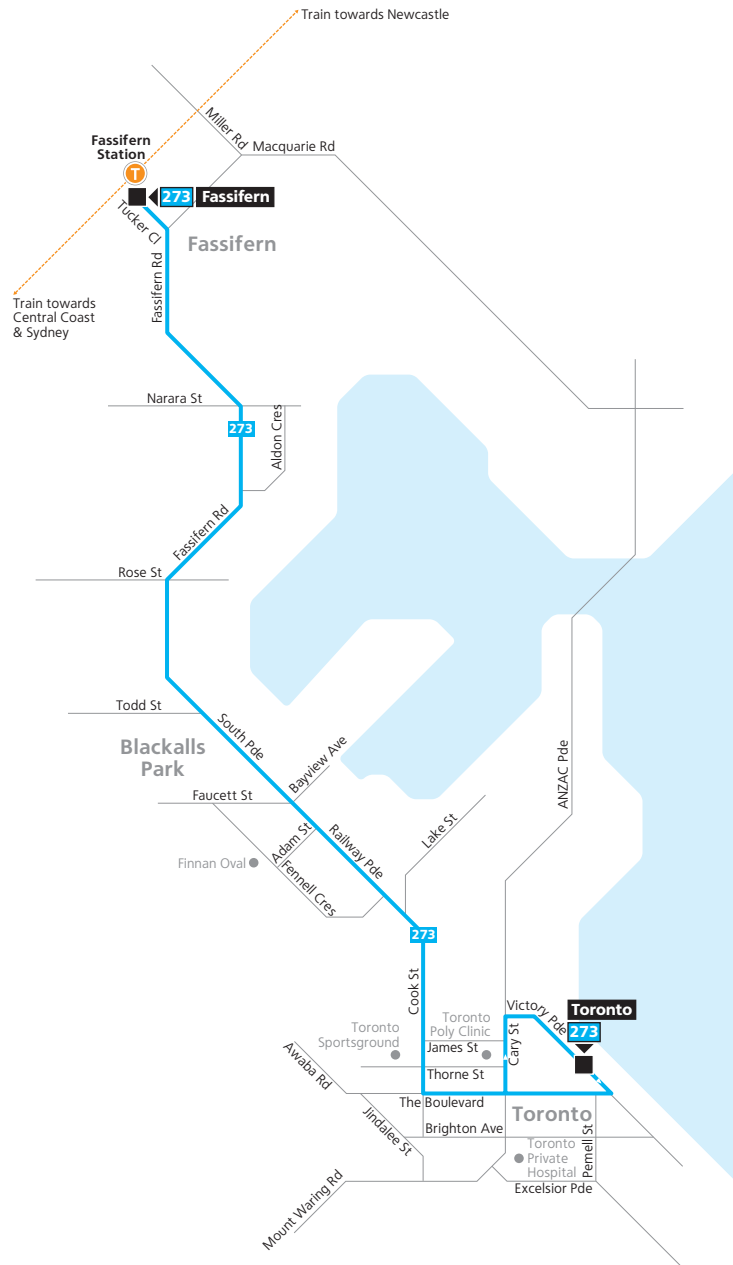 Train towards Newcastle
Miller Rd
Macquarie Rd
Fassifern
Station
T
273
Fassifern
Tucker Cl
Fassifern
Fassifern Rd
Train towards
Central Coast
& Sydney
Narara St
Aldon Cres
273
Fassifern Rd
Rose St
Todd St
South Pde
Blackalls
Park
Bayview Ave
ANZAC Pde
Faucett St
Adam St
Railway Pde
Lake St
Finnan Oval
Fennell Cres
273
Cook St
Victory Pde
Toronto
273
Toronto
Poly Clinic
Toronto
Sportsground
James St
Cary St
Awaba Rd
Thorne St
The Boulevard
Toronto
Jindalee St
Brighton Ave
Pemell St
Toronto
Private
Hospital
Excelsior Pde
Mount Waring Rd